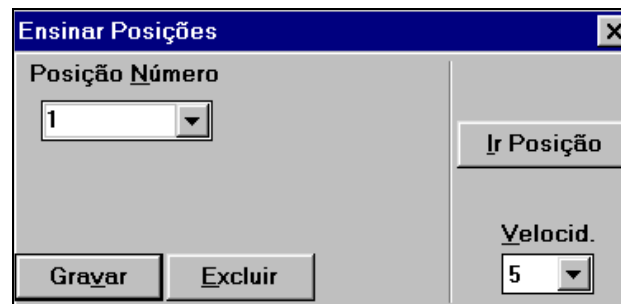 Ensinar Posições
Posição Número
1
Ir Posição
Velocid.
Gravar
Excluir
5